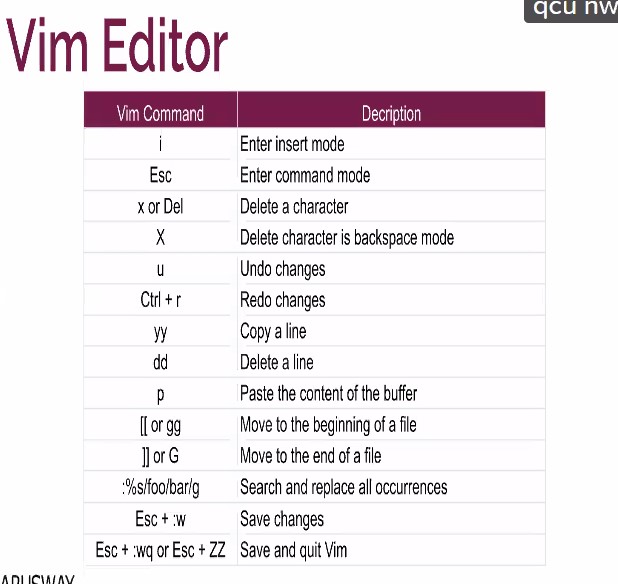 qcu nw
Vim Editor
Vim Command Decription
i Enter insert mode
Esc Enter command mode
x or Del Delete a character
X Delete character is backspace mode
u Undo changes
Ctrl + r Redo changes
yy Copy a line
dd Delete a line
p Paste the content of the buffer
[[ or gg Move to the beginning of a file
]] or G Move to the end of a file
:%s/foo/bar/g Search and replace all occurrences
Esc + :w Save changes
Esc + :wq or Esc + ZZ Save and quit Vim